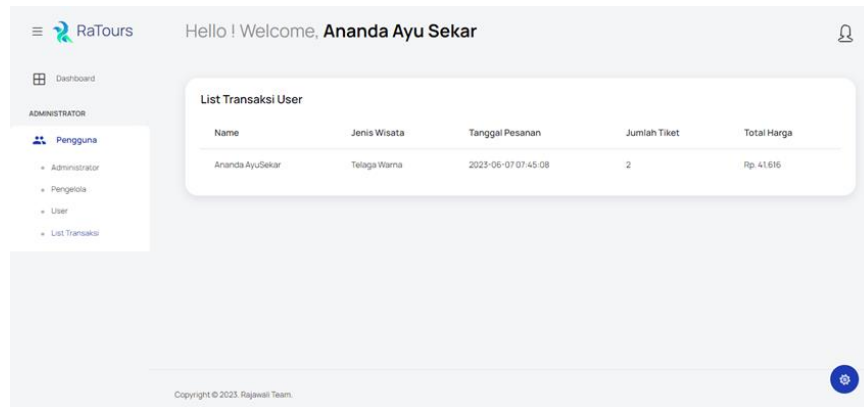 RaTours
Hello ! Welcome, Ananda Ayu Sekar
Dashboard
ADMINISTRATOR
Pengguna
Administrator
Pengelola
User
List Transaksi
List Transaksi User
Name Jenis Wisata Tanggal Pesanan Jumlah Tiket Total Harga
Ananda AyuSekar Telaga Warna 2023-06-07 07:45:08 2 Rp. 41,616
Copyright © 2023. Rajawali Team.